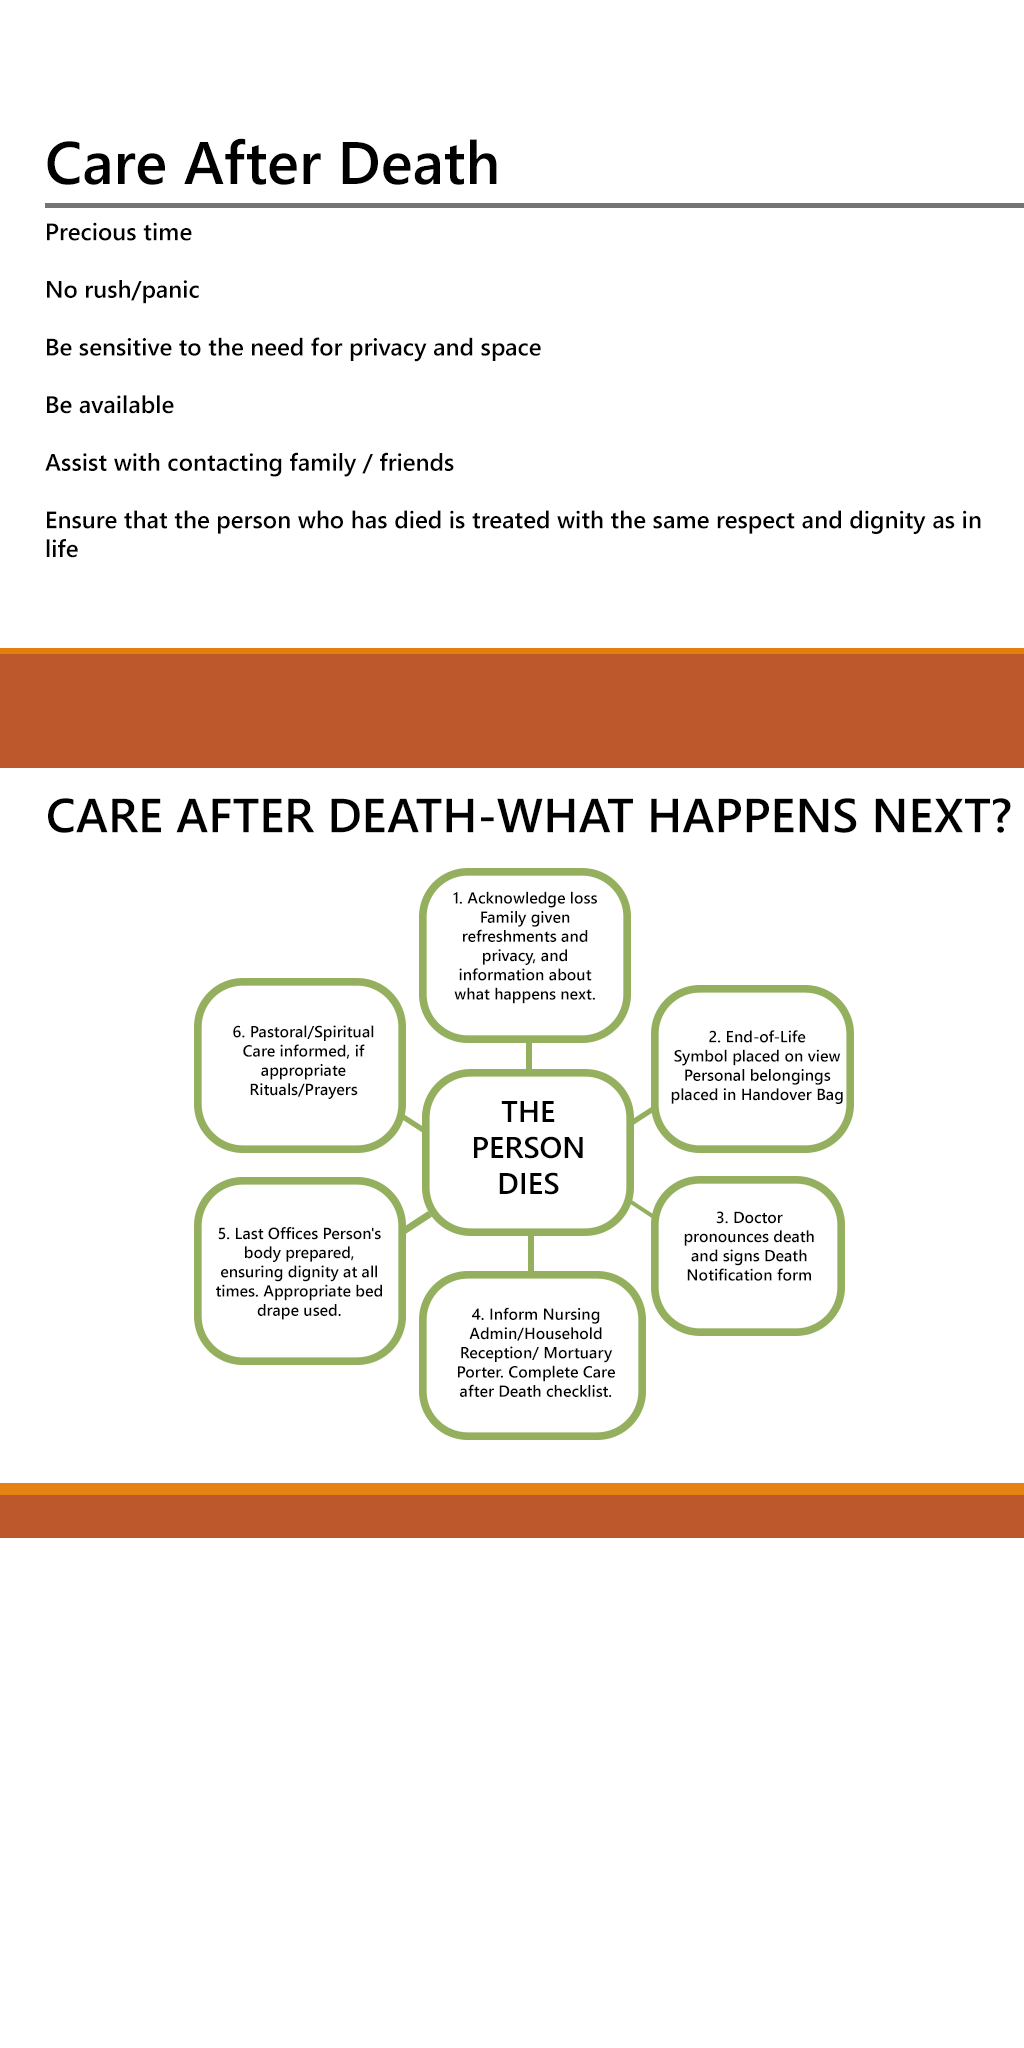 Care After Death
Precious time
No rush/panic
Be sensitive to the need for privacy and space
Be available
Assist with contacting family / friends
Ensure that the person who has died is treated with the same respect and dignity as in
life
CARE AFTER DEATH-WHAT HAPPENS NEXT?
1. Acknowledge loss
Family given
refreshments and
privacy, and
information about
what happens next.
2. End-of-Life
Symbol placed on view
Personal belongings
placed in Handover Bag
3. Doctor
pronounces death
and signs Death
Notification form
4. Inform Nursing
Admin/Household
Reception/ Mortuary
Porter. Complete Care
after Death checklist.
5. Last Offices Person's
body prepared,
ensuring dignity at all
times. Appropriate bed
drape used.
6. Pastoral/Spiritual
Care informed, if
appropriate
Rituals/Prayers
THE
PERSON
DIES